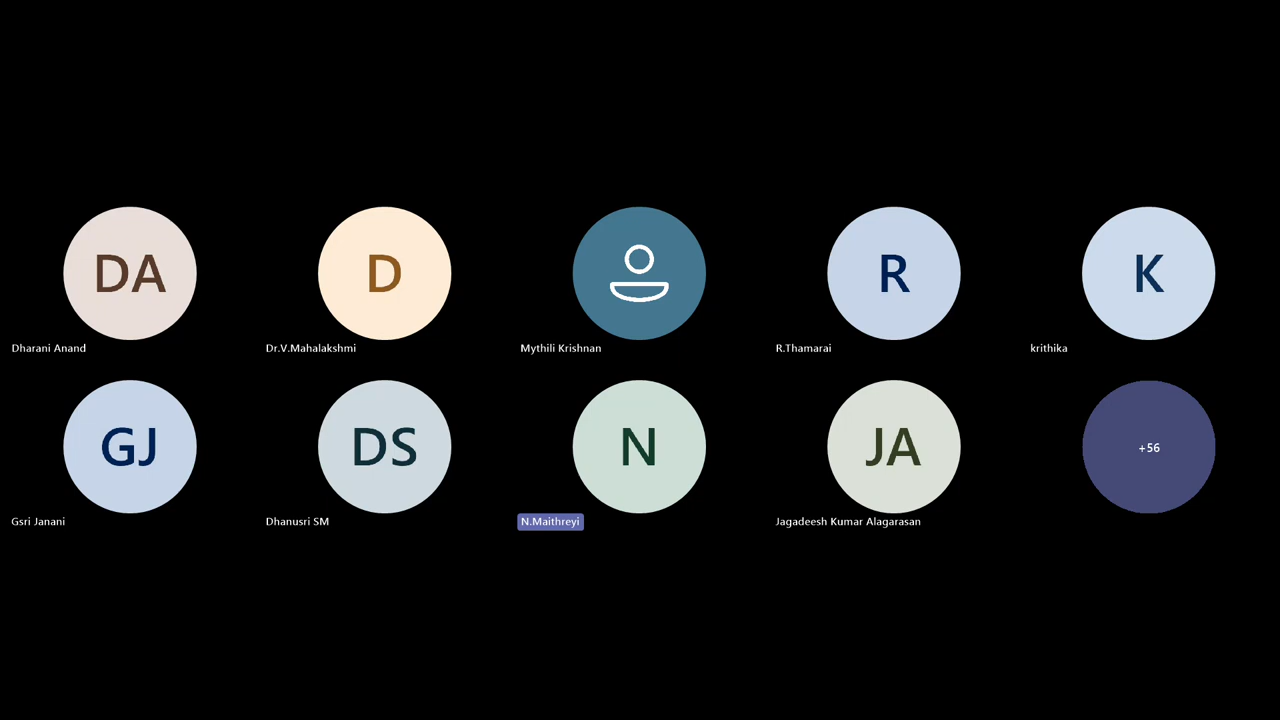 DA
D
R
K
Dharani Anand
Dr.V.Mahalakshmi
Mythili Krishnan
R.Thamarai
krithika
GJ
DS
N
JA
+56
Gsri Janani
Dhanusri SM
N.Maithreyi
Jagadeesh Kumar Alagarasan